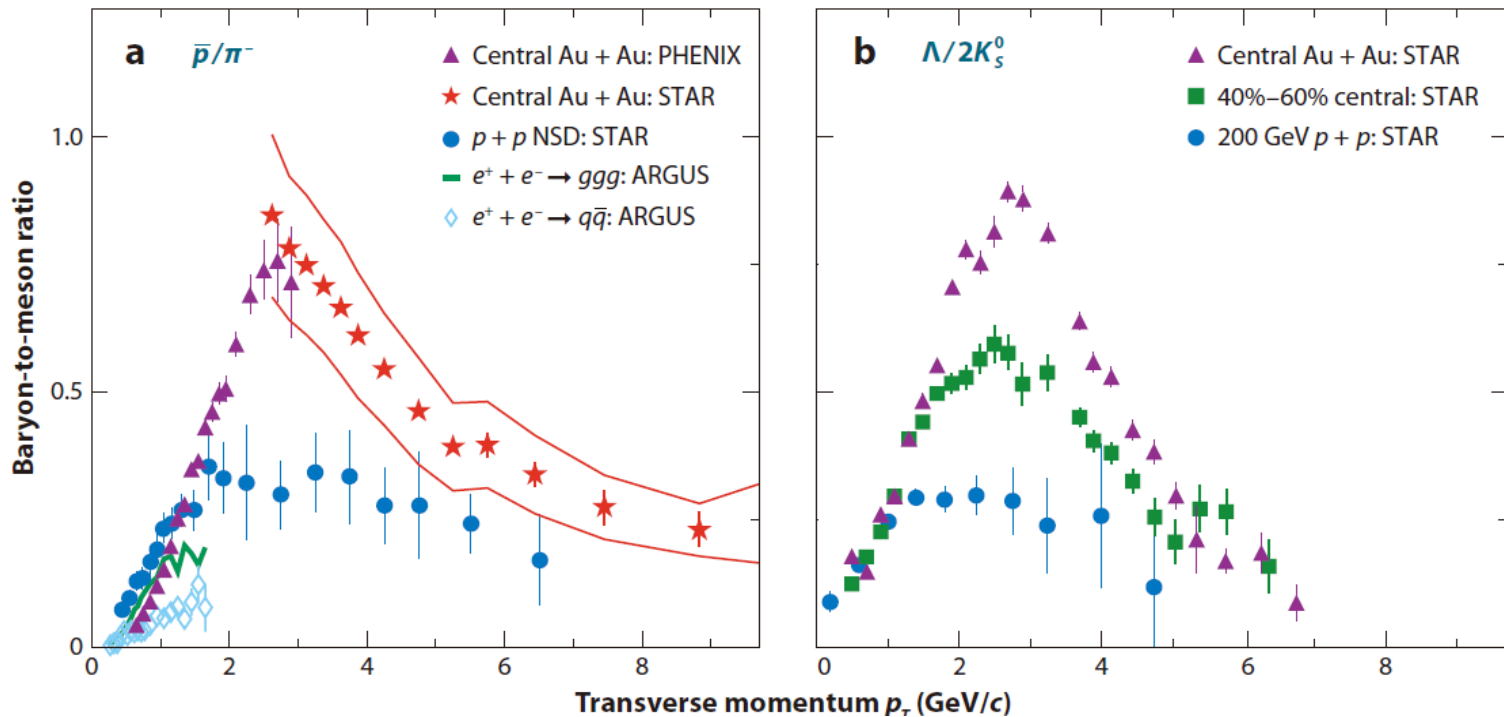 a p̅/π⁻
Central Au + Au: PHENIX
Central Au + Au: STAR
p + p NSD: STAR
e⁺ + e⁻ → ggg: ARGUS
e⁺ + e⁻ → qq̅: ARGUS
b Λ/2K⁰ₛ
Central Au + Au: STAR
40%–60% central: STAR
200 GeV p + p: STAR
Baryon-to-meson ratio
1.0
0.5
0
0 2 4 6 8
0 2 4 6 8
Transverse momentum p_T (GeV/c)